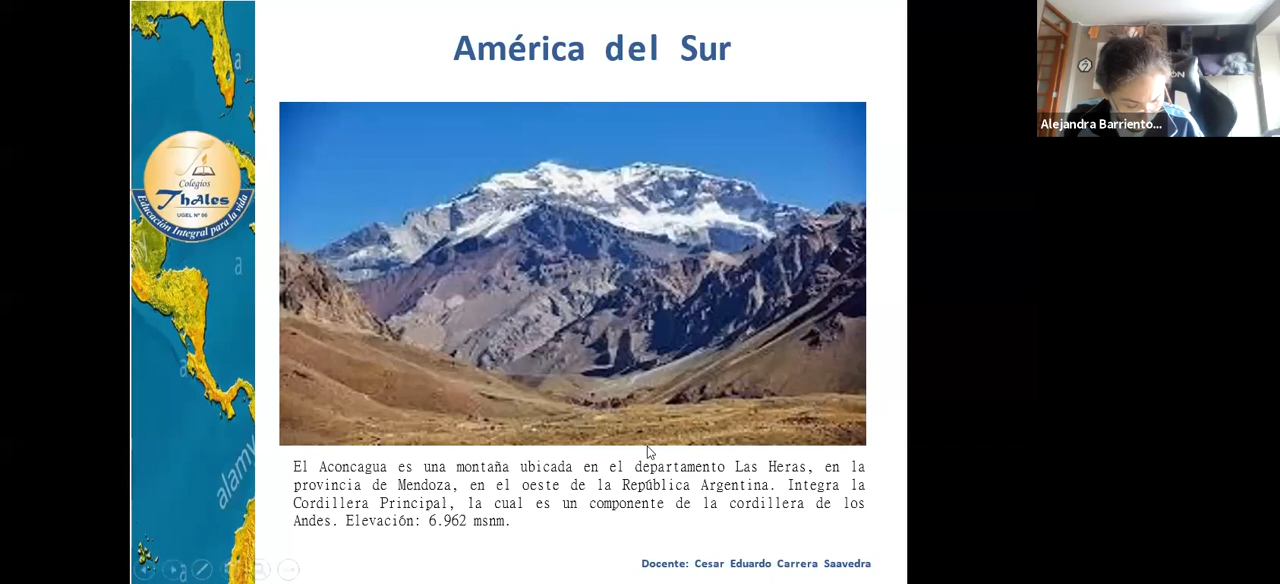 América del Sur
a
Colegios
Thales
UGEL Nº 06
Educación Integral para la vida
a
a
alamy
a
El Aconcagua es una montaña ubicada en el departamento Las Heras, en la
provincia de Mendoza, en el oeste de la República Argentina. Integra la
Cordillera Principal, la cual es un componente de la cordillera de los
Andes. Elevación: 6.962 msnm.
Docente: Cesar Eduardo Carrera Saavedra
Alejandra Barriento...